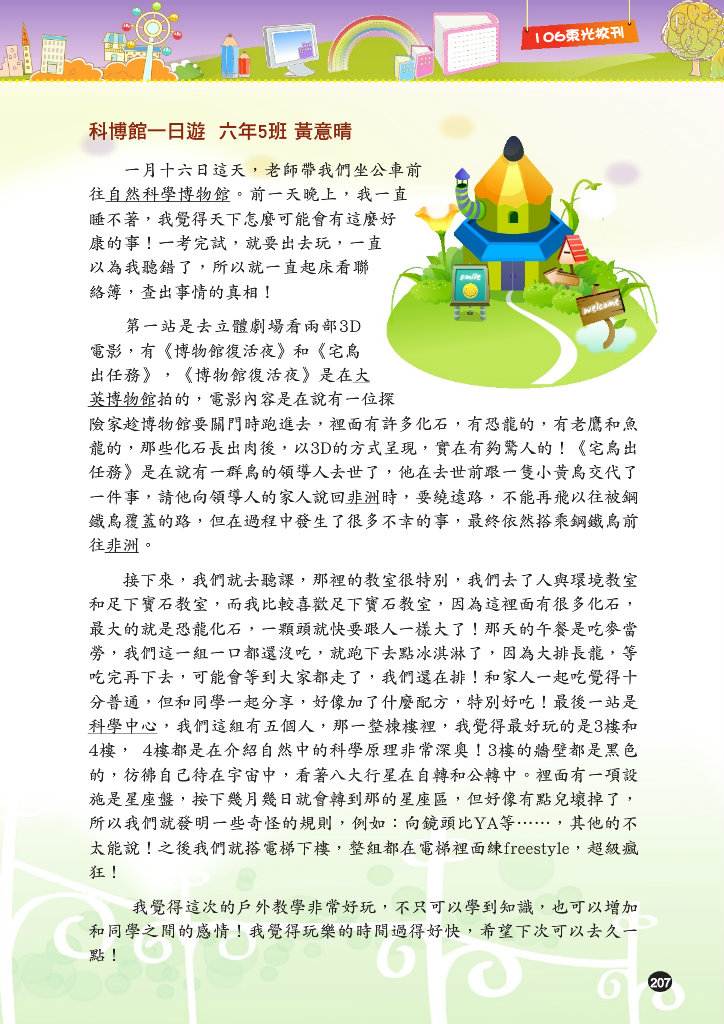 106東光校刊
科博館一日遊 六年5班 黃意晴
一月十六日這天，老師帶我們坐公車前
往自然科學博物館。前一天晚上，我一直
睡不著，我覺得天下怎麼可能會有這麼好
康的事！一考完試，就要出去玩，一直
以為我聽錯了，所以就一直起床看聯
絡簿，查出事情的真相！
smile
welcome
第一站是去立體劇場看兩部3D
電影，有《博物館復活夜》和《宅鳥
出任務》，《博物館復活夜》是在大
英博物館拍的，電影內容是在說有一位探
險家趁博物館要關門時跑進去，裡面有許多化石，有恐龍的，有老鷹和魚
龍的，那些化石長出肉後，以3D的方式呈現，實在有夠驚人的！《宅鳥出
任務》是在說有一群鳥的領導人去世了，他在去世前跟一隻小黃鳥交代了
一件事，請他向領導人的家人說回非洲時，要繞遠路，不能再飛以往被鋼
鐵鳥覆蓋的路，但在過程中發生了很多不幸的事，最終依然搭乘鋼鐵鳥前
往非洲。
接下來，我們就去聽課，那裡的教室很特別，我們去了人與環境教室
和足下寶石教室，而我比較喜歡足下寶石教室，因為這裡面有很多化石，
最大的就是恐龍化石，一顆頭就快要跟人一樣大了！那天的午餐是吃麥當
勞，我們這一組一口都還沒吃，就跑下去點冰淇淋了，因為大排長龍，等
吃完再下去，可能會等到大家都走了，我們還在排！和家人一起吃覺得十
分普通，但和同學一起分享，好像加了什麼配方，特別好吃！最後一站是
科學中心，我們這組有五個人，那一整棟樓裡，我覺得最好玩的是3樓和
4樓， 4樓都是在介紹自然中的科學原理非常深奧！3樓的牆壁都是黑色
的，彷彿自己待在宇宙中，看著八大行星在自轉和公轉中。裡面有一項設
施是星座盤，按下幾月幾日就會轉到那的星座區，但好像有點兒壞掉了，
所以我們就發明一些奇怪的規則，例如：向鏡頭比YA等……，其他的不
太能說！之後我們就搭電梯下樓，整組都在電梯裡面練freestyle，超級瘋
狂！
我覺得這次的戶外教學非常好玩，不只可以學到知識，也可以增加
和同學之間的感情！我覺得玩樂的時間過得好快，希望下次可以去久一
點！
207